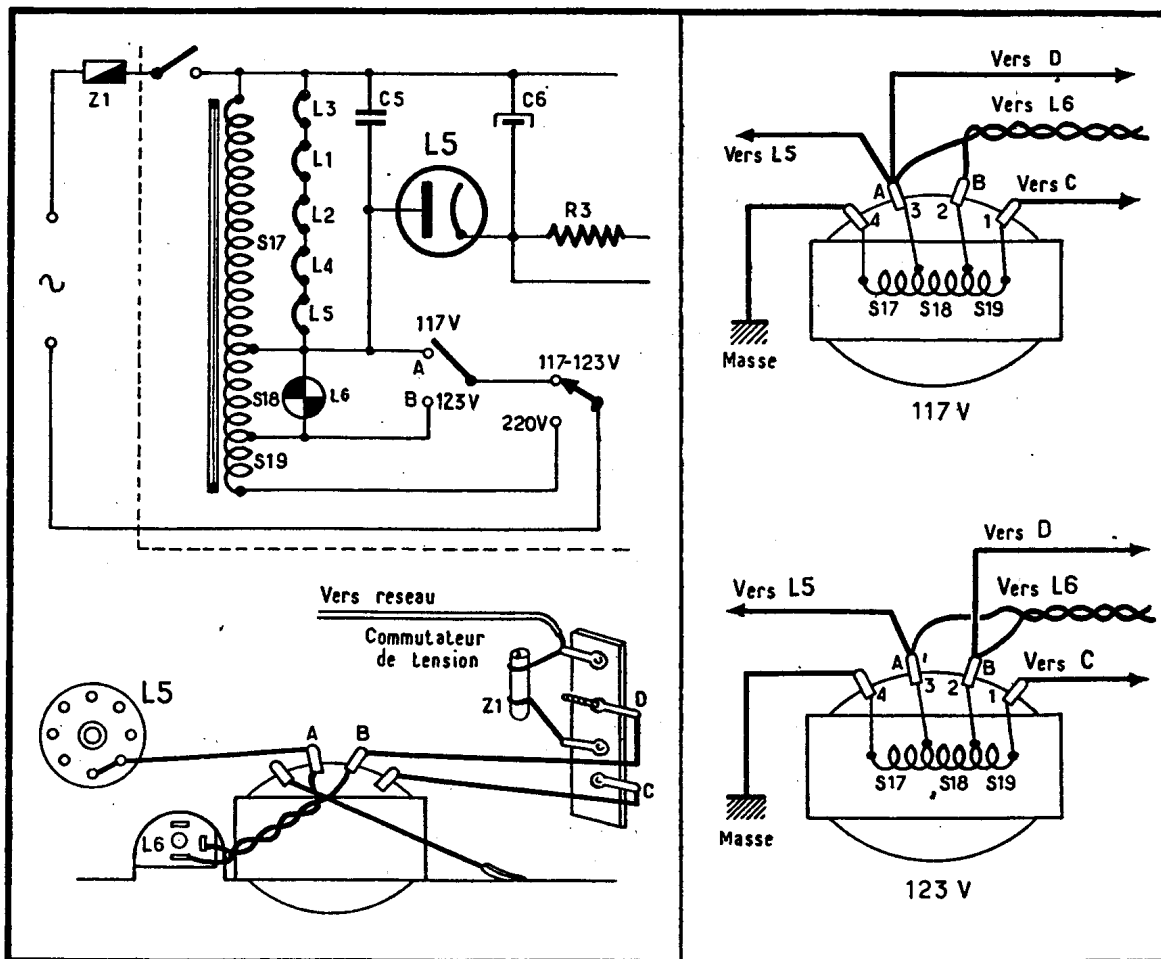 Z1
L3
C5
C6
L1
L5
L2
R3
S17
L4
L5
117V
A
117-123V
S18
L6
B
123V
220V
S19
~
Vers reseau
Commutateur
de tension
L5
Z1
D
A
B
C
L6
Vers D
Vers L6
Vers L5
A
B
Vers C
4
3
2
1
S17
S18
S19
Masse
117 V
Vers D
Vers L5
Vers L6
A
B
Vers C
4
3
2
1
S17
S18
S19
Masse
123 V